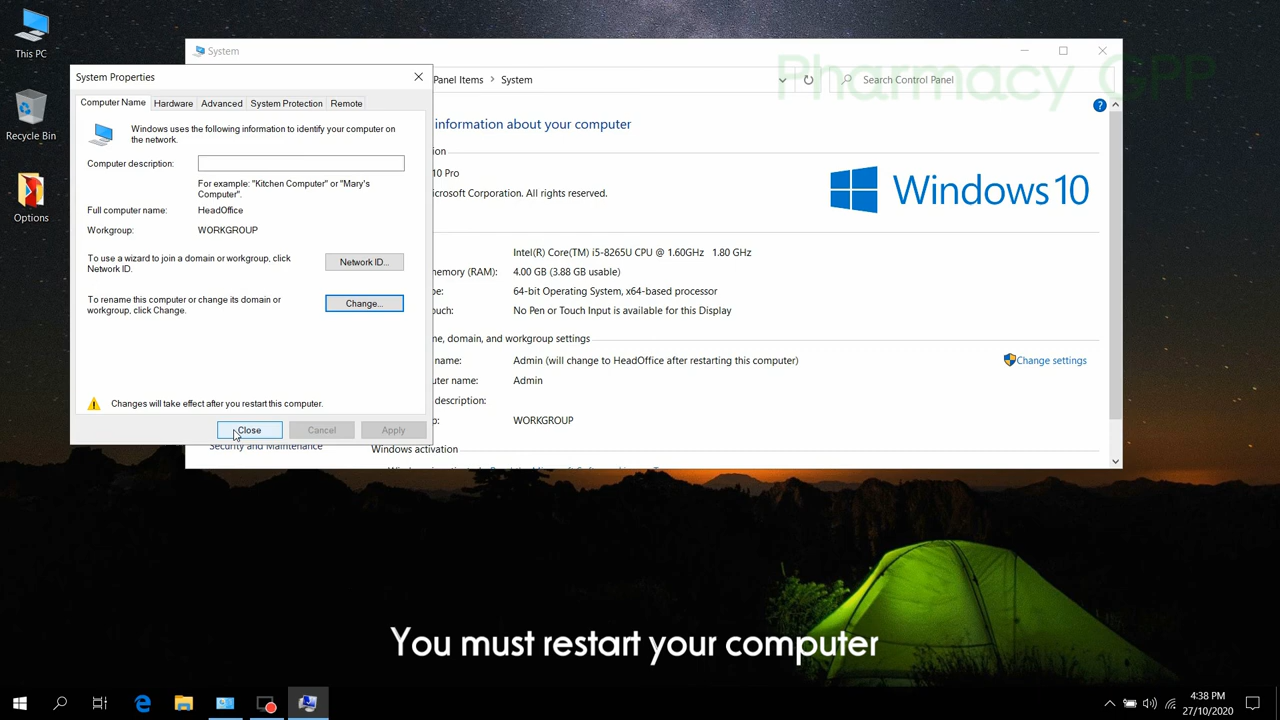 This PC
Recycle Bin
Options
System
Panel Items
System
Search Control Panel
Pharmacy GPP
System Properties
Computer Name
Hardware
Advanced
System Protection
Remote
Windows uses the following information to identify your computer on
the network.
Computer description:
For example: "Kitchen Computer" or "Mary's
Computer".
Full computer name:
HeadOffice
Workgroup:
WORKGROUP
To use a wizard to join a domain or workgroup, click
Network ID.
Network ID...
To rename this computer or change its domain or
workgroup, click Change.
Change...
Changes will take effect after you restart this computer.
Close
Cancel
Apply
information about your computer
10 Pro
Microsoft Corporation. All rights reserved.
Windows 10
Intel(R) Core(TM) i5-8265U CPU @ 1.60GHz 1.80 GHz
memory (RAM):
4.00 GB (3.88 GB usable)
64-bit Operating System, x64-based processor
No Pen or Touch Input is available for this Display
domain, and workgroup settings
name:
Admin (will change to HeadOffice after restarting this computer)
Change settings
name:
Admin
description:
WORKGROUP
Security and Maintenance
Windows activation
You must restart your computer
4:38 PM
27/10/2020